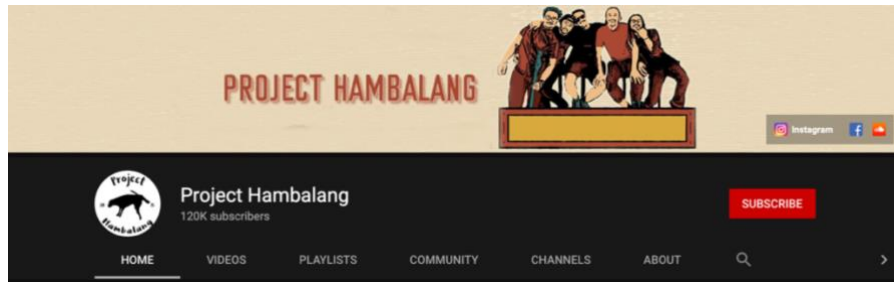 PROJECT HAMBALANG
Instagram
Project
Hambalang
Project Hambalang
120K subscribers
SUBSCRIBE
HOME VIDEOS PLAYLISTS COMMUNITY CHANNELS ABOUT